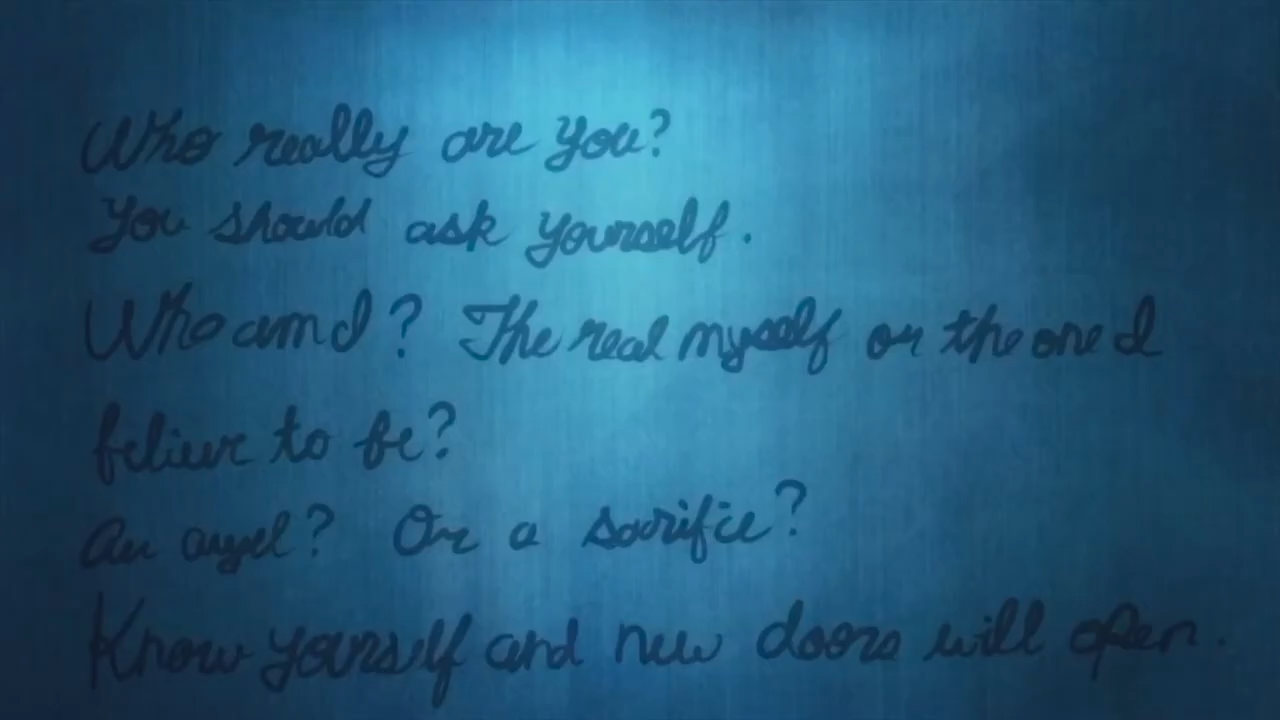 Who really are you?
You should ask yourself.
Who am I? The real myself or the one I
believe to be?
An angel? Or a sacrifice?
Know yourself and new doors will open.